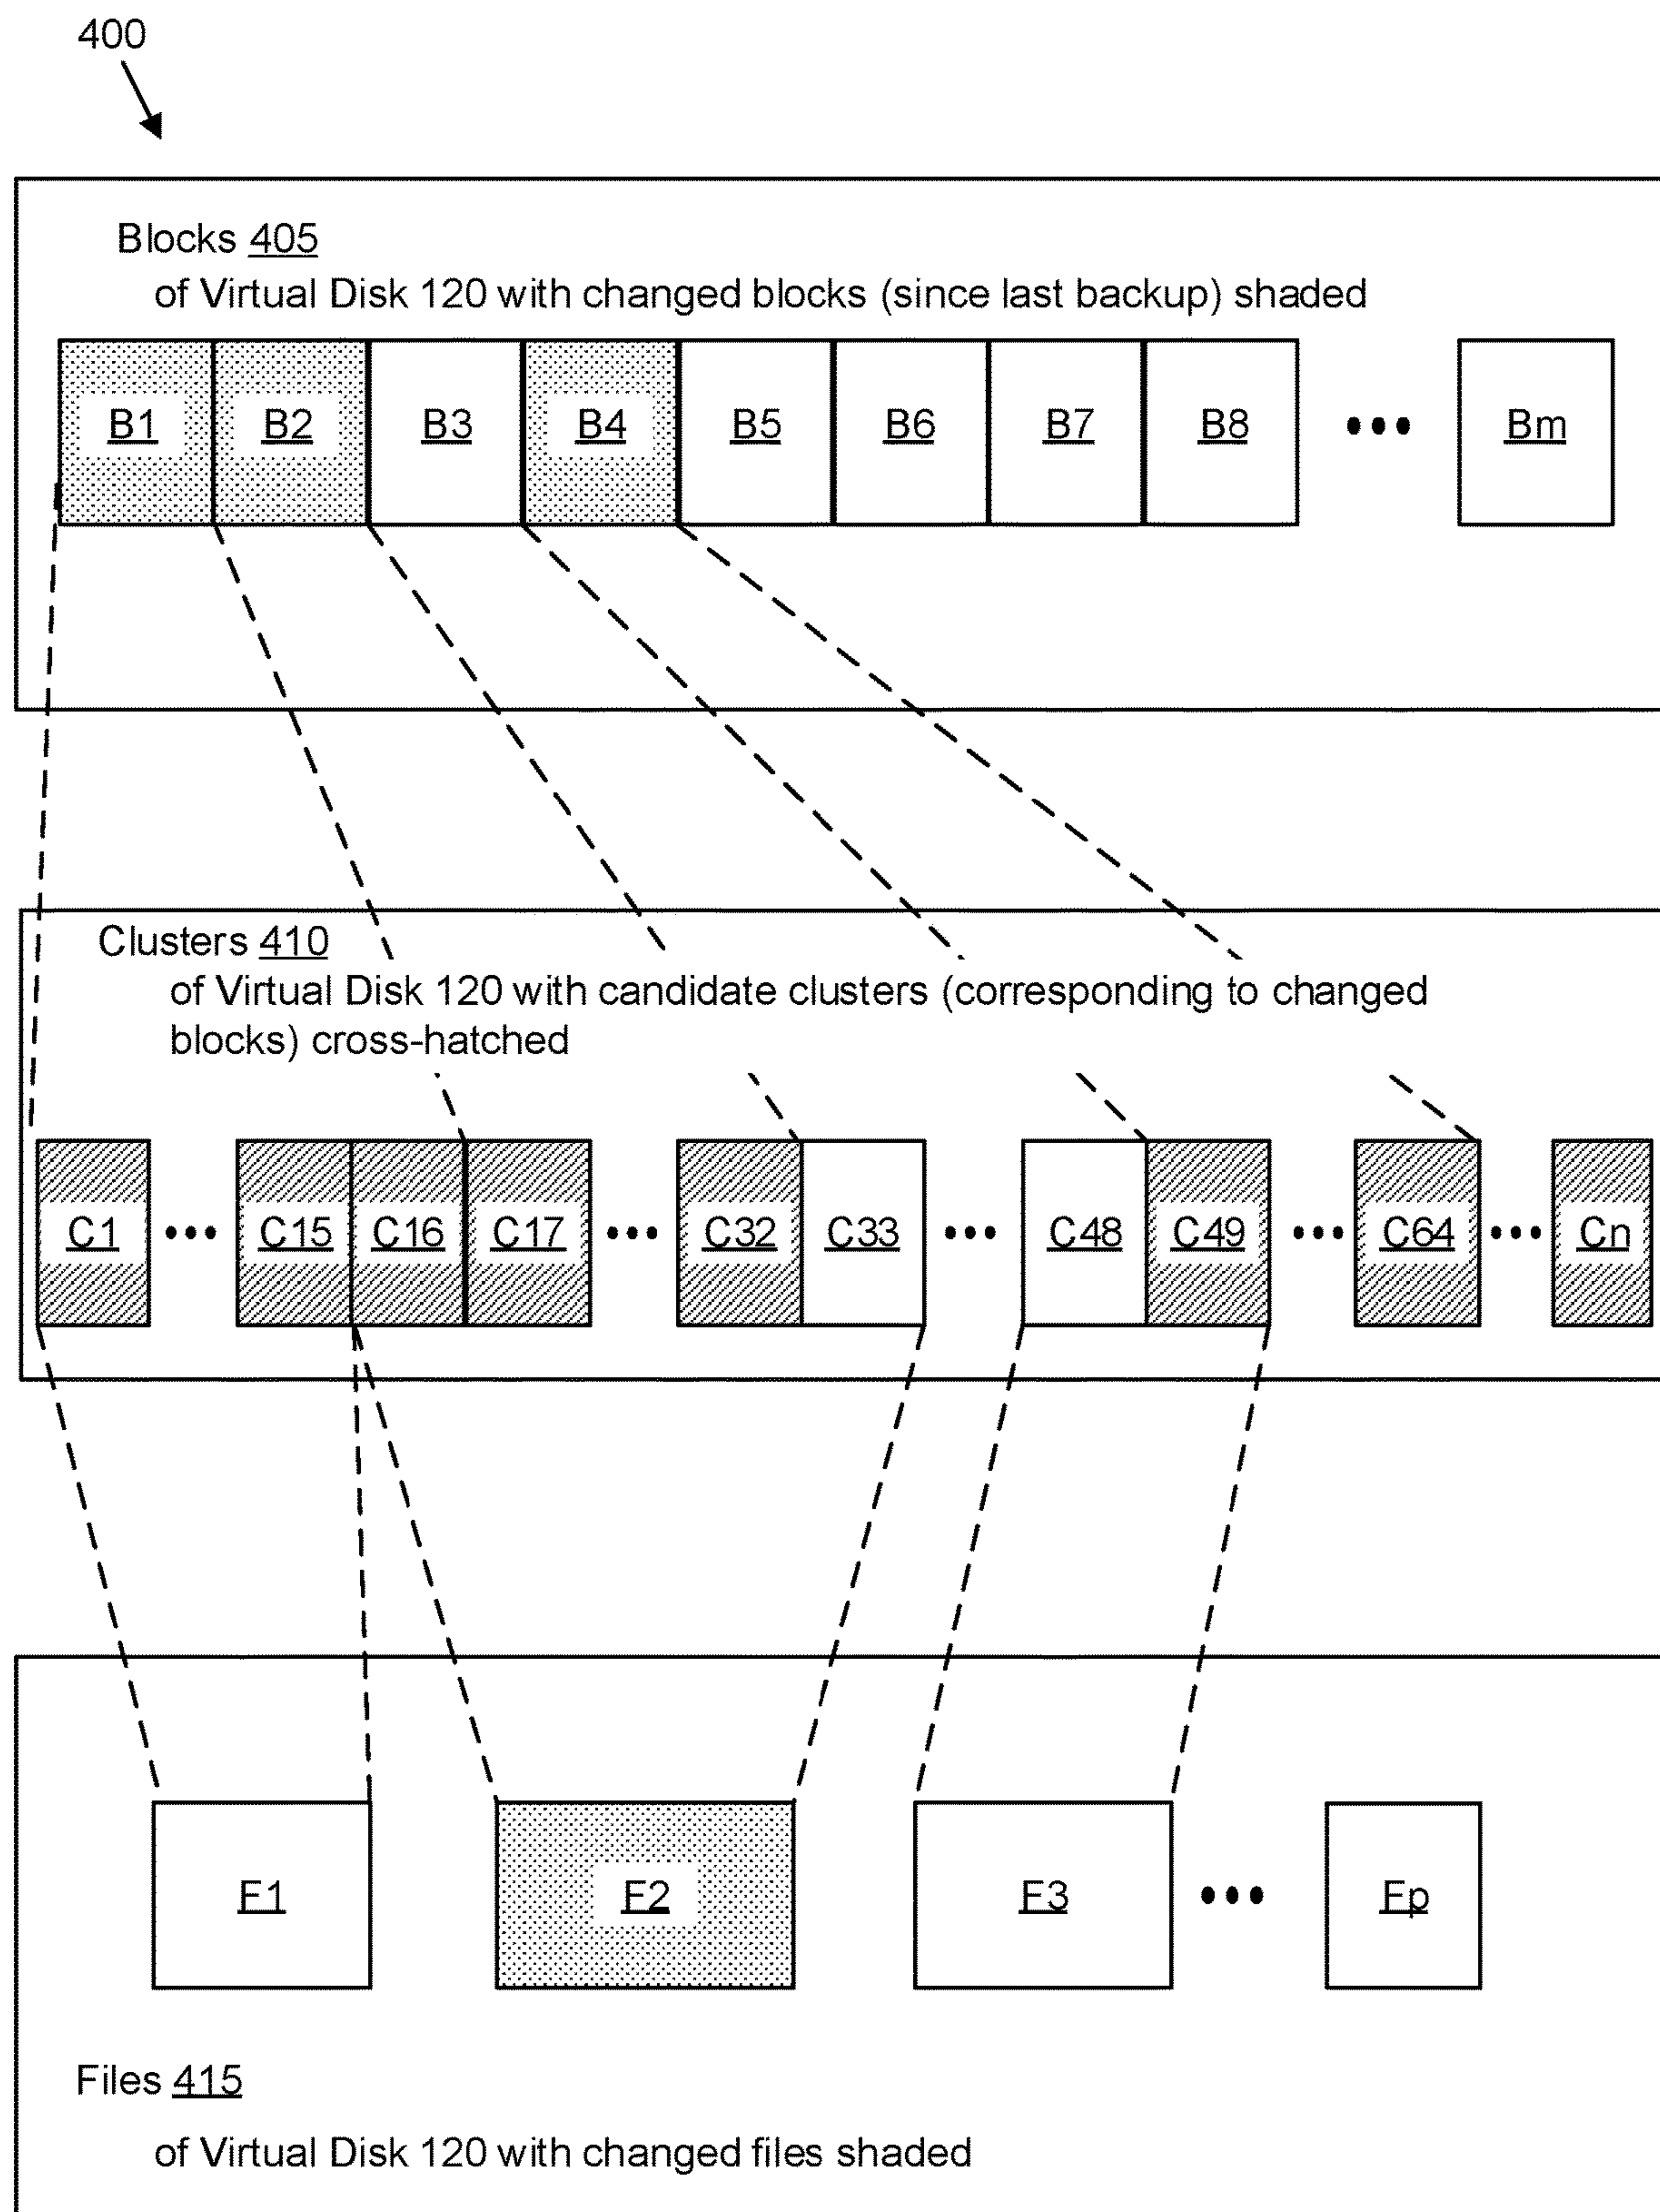 400
Blocks 405
of Virtual Disk 120 with changed blocks (since last backup) shaded
B1 B2 B3 B4 B5 B6 B7 B8 ••• Bm
Clusters 410
of Virtual Disk 120 with candidate clusters (corresponding to changed
blocks) cross-hatched
C1 ••• C15 C16 C17 ••• C32 C33 ••• C48 C49 ••• C64 ••• Cn
F1 F2 F3 ••• Fp
Files 415
of Virtual Disk 120 with changed files shaded